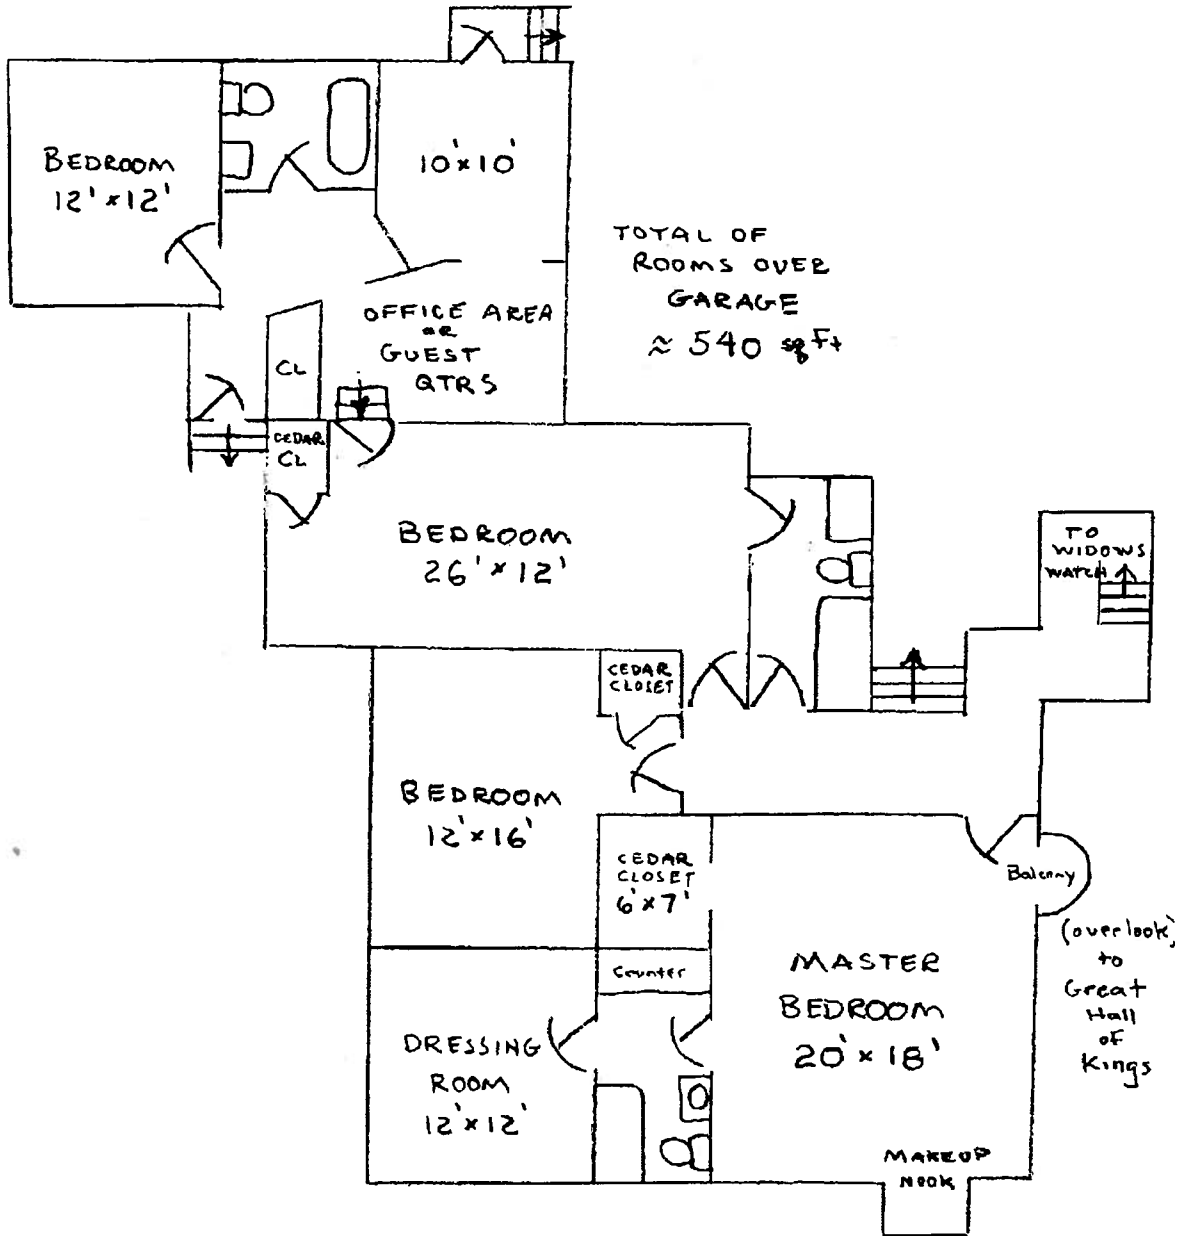 BEDROOM
12' × 12'
10' × 10'
TOTAL OF
ROOMS OVER
GARAGE
≈ 540 sq Ft
OFFICE AREA
OR
GUEST
QTRS
CL
CEDAR
CL
BEDROOM
26' × 12'
TO
WIDOWS
WATCH
CEDAR
CLOSET
BEDROOM
12' × 16'
CEDAR
CLOSET
6' × 7'
Balcony
(overlook)
to
Great
Hall
of
Kings
Counter
MASTER
BEDROOM
20' × 18'
DRESSING
ROOM
12' × 12'
MAKEUP
NOOK